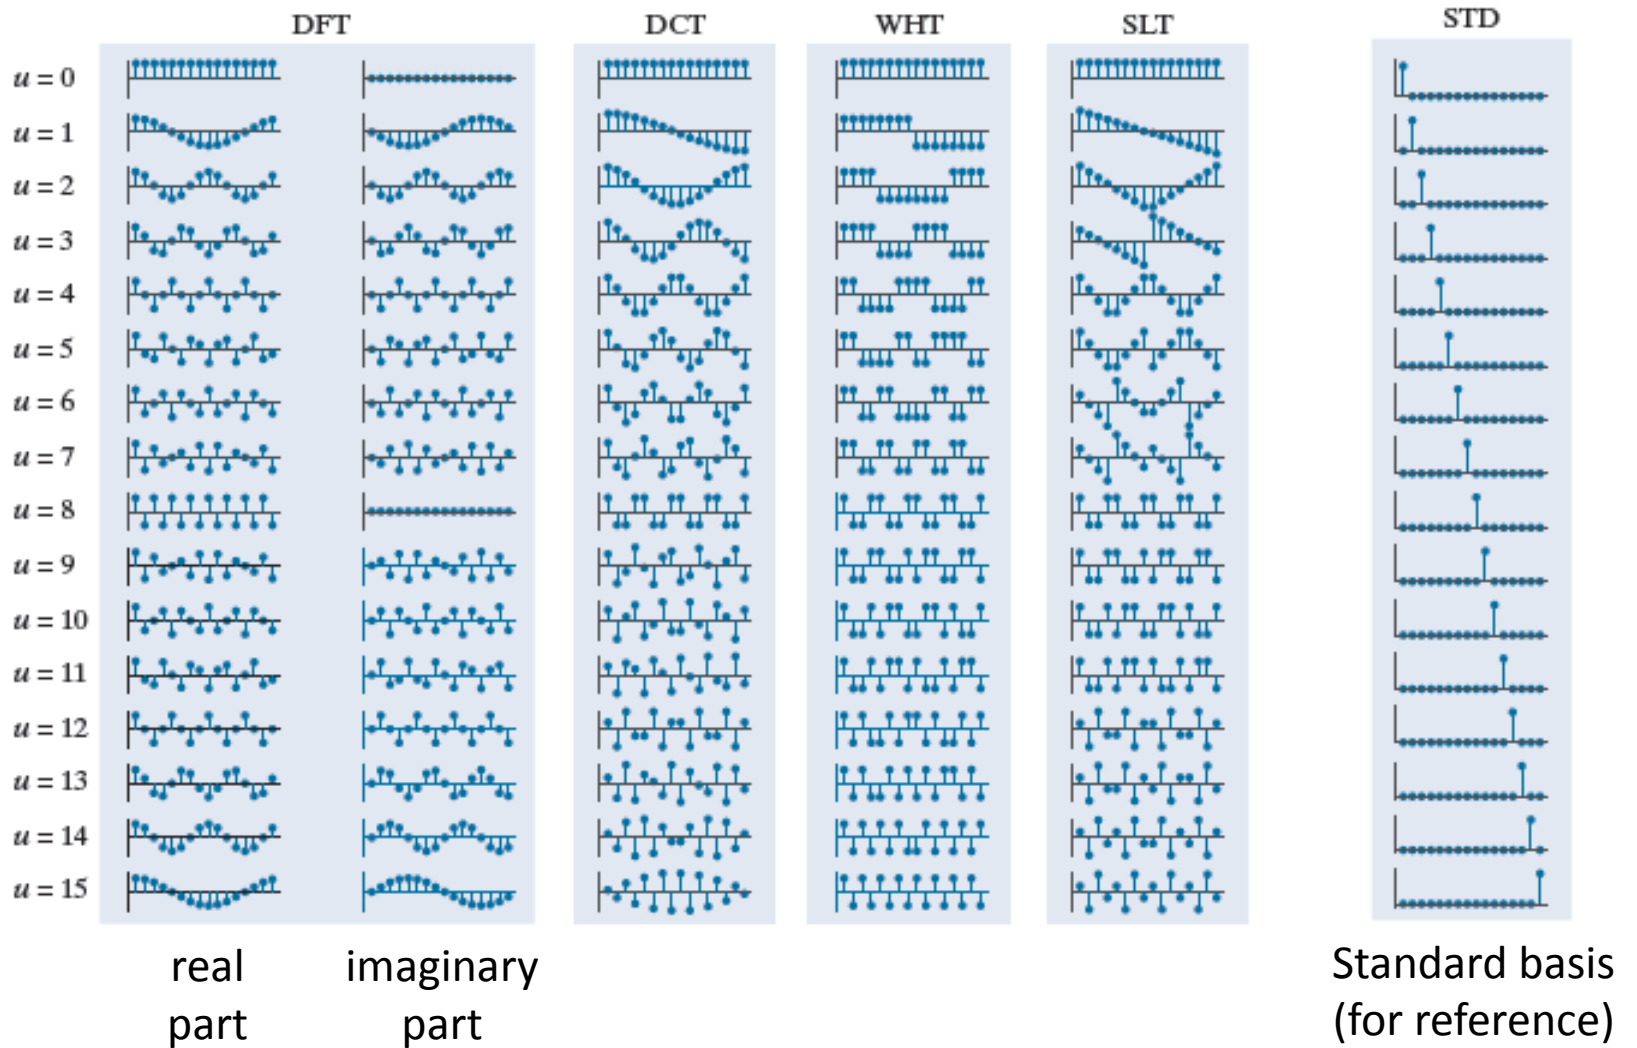 DFT DCT WHT SLT STD
u = 0
u = 1
u = 2
u = 3
u = 4
u = 5
u = 6
u = 7
u = 8
u = 9
u = 10
u = 11
u = 12
u = 13
u = 14
u = 15
real
part
imaginary
part
Standard basis
(for reference)